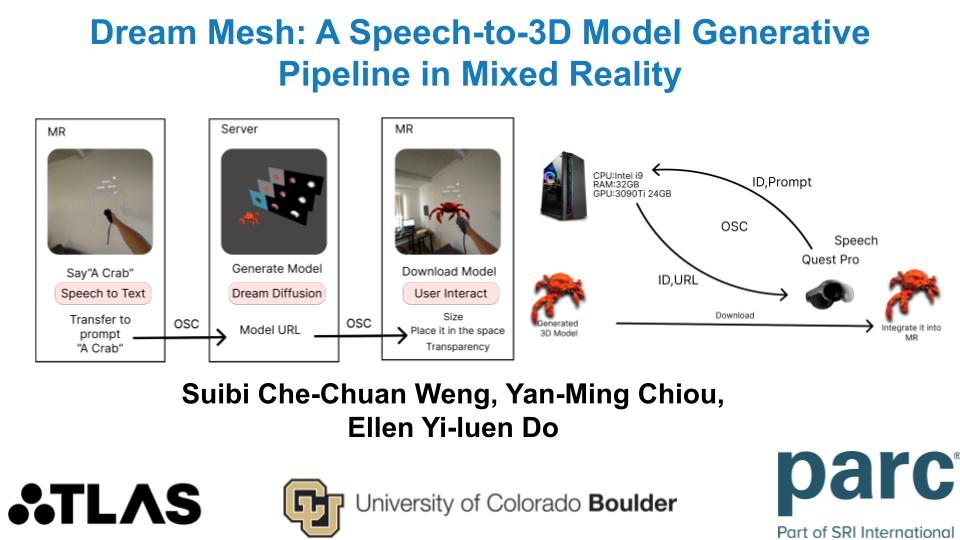 Dream Mesh: A Speech-to-3D Model Generative
Pipeline in Mixed Reality
MR
Say"A Crab"
Speech to Text
Transfer to
prompt
"A Crab"
OSC
Server
Generate Model
Dream Diffusion
Model URL
OSC
MR
Download Model
User Interact
Size
Place it in the space
Transparency
CPU:Intel i9
RAM:32GB
GPU:3090Ti 24GB
ID,Prompt
OSC
Speech
Quest Pro
ID,URL
Generated
3D Model
Download
Integrate it into
MR
Suibi Che-Chuan Weng, Yan-Ming Chiou,
Ellen Yi-luen Do
ATLAS
CU
University of Colorado Boulder
parc®
Part of SRI International